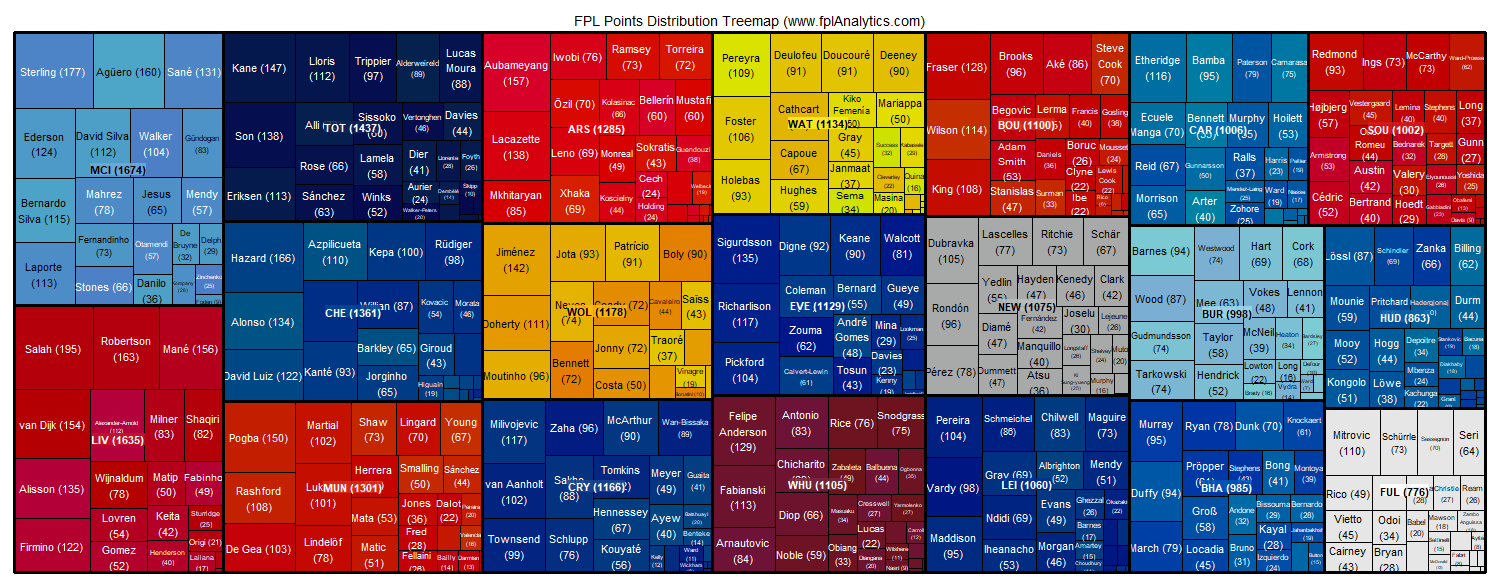 FPL Points Distribution Treemap (www.fplAnalytics.com)
Sterling (177)
Agüero (160)
Sané (131)
Ederson
(124)
David Silva
(112)
Walker
(104)
Gündogan
(83)
MCI (1674)
Bernardo
Silva (115)
Mahrez
(78)
Jesus
(65)
Mendy
(57)
Laporte
(113)
Fernandinho
(73)
Otamendi
(57)
De
Bruyne
(32)
Delph
(29)
Stones (66)
Danilo
(36)
Zinchenko
(25)
Salah (195)
Robertson
(163)
Mané (156)
van Dijk (154)
Alexander-Arnold
(112)
Milner
(83)
Shaqiri
(82)
LIV (1635)
Alisson (135)
Wijnaldum
(78)
Matip
(50)
Fabinho
(49)
Firmino (122)
Lovren
(54)
Keita
(42)
Sturridge
(25)
Origi (21)
Gomez
(52)
Henderson
(40)
Lallana
(17)
Kane (147)
Lloris
(112)
Trippier
(97)
Alderweireld
(89)
Lucas
Moura
(88)
Son (138)
Alli
TOT (1437)
Sissoko
(60)
Vertonghen
(46)
Davies
(44)
Rose (66)
Lamela
(58)
Dier
(41)
Llorente
(28)
Foyth
(26)
Eriksen (113)
Sánchez
(63)
Winks
(52)
Aurier
(24)
Dembélé
(14)
Skipp
(10)
Walker-Peters
(20)
Hazard (166)
Azpilicueta
(110)
Kepa (100)
Rüdiger
(98)
Alonso (134)
CHE (1361)
Willian (87)
Kovacic
(54)
Morata
(46)
Barkley (65)
Giroud
(43)
David Luiz (122)
Kanté (93)
Jorginho
(65)
Higuain
Pogba (150)
Martial
(102)
Shaw
(73)
Lingard
(70)
Young
(67)
Rashford
(108)
Lukaku
(101)
Herrera
MUN (1301)
Smalling
(50)
Sánchez
(44)
Mata (53)
Jones
(36)
Dalot
(22)
Pereira
(20)
De Gea (103)
Lindelöf
(78)
Matic
(51)
Fred
(28)
Valencia
(16)
Fellaini
Bailly
(14)
Darmian
(13)
Aubameyang
(157)
Iwobi (76)
Ramsey
(73)
Torreira
(72)
Lacazette
(138)
Özil (70)
Kolasinac
(66)
Bellerín
Mustafi
ARS (1285)
Leno (69)
Monreal
(49)
Sokratis
(43)
Guendouzi
(38)
Mkhitaryan
(85)
Xhaka
(69)
Koscielny
(44)
Cech
(24)
Welbeck
(19)
Holding
(24)
Jiménez
(142)
Jota (93)
Patrício
(91)
Boly (90)
Doherty (111)
Neves
(74)
Coady (72)
Cavaleiro
(44)
Saïss
(43)
WOL (1178)
Bennett
(72)
Jonny (72)
Traoré
(37)
Moutinho (96)
Costa (50)
Vinagre
(19)
Milivojevic
(117)
Zaha (96)
McArthur
(90)
Wan-Bissaka
(89)
van Aanholt
(102)
Sakho
(88)
Tomkins
Meyer
(49)
Guaita
(41)
CRY (1166)
Hennessey
(67)
Ayew
(40)
Batshuayi
(20)
Benteke
(14)
Townsend
(99)
Schlupp
(76)
Kouyaté
(56)
Kelly
(12)
Ward
(11)
Pereyra
(109)
Deulofeu
(91)
Doucouré
(91)
Deeney
(90)
Foster
(106)
Cathcart
Kiko
Femenía
Mariappa
(50)
WAT (1134)
Capoue
(67)
Gray
(45)
Success
(32)
Kabasele
(29)
Holebas
(93)
Hughes
(59)
Janmaat
(37)
Cleverley
(22)
Quina
(16)
Sema
(34)
Masina
(20)
Sigurdsson
(135)
Digne (92)
Keane
(90)
Walcott
(81)
Richarlison
(117)
Coleman
Bernard
(55)
Gueye
(49)
EVE (1129)
Zouma
(62)
André
Gomes
(48)
Mina
(29)
Lookman
(25)
Pickford
(104)
Calvert-Lewin
(61)
Tosun
(43)
Davies
(23)
Kenny
(19)
Felipe
Anderson
(129)
Antonio
(83)
Rice (76)
Snodgrass
(75)
Fabianski
(113)
Chicharito
Zabaleta
Balbuena
(44)
Ogbonna
(35)
WHU (1105)
Diop (66)
Masuaku
(34)
Cresswell
(27)
Yarmolenko
(27)
Arnautovic
(84)
Noble (59)
Obiang
(33)
Lucas
(22)
Carroll
(12)
Diangana
(20)
Wilshere
(11)
Fraser (128)
Brooks
(96)
Aké (86)
Steve
Cook
(70)
Wilson (114)
Begovic
Lerma
Francis
(40)
Gosling
(38)
BOU (1100)
King (108)
Adam
Smith
(53)
Daniels
(36)
Boruc
(26)
Mousset
(24)
Stanislas
(47)
Surman
(33)
Clyne
(22)
Lewis
Cook
(22)
Ibe
(22)
Rico
Dubravka
(105)
Lascelles
(77)
Ritchie
(73)
Schär
(67)
Rondón
(96)
Yedlin
(55)
Hayden
Kenedy
(46)
Clark
(42)
NEW (1075)
Diamé
(47)
Fernández
(42)
Joselu
(30)
Lejeune
(26)
Pérez (78)
Dummett
(47)
Manquillo
(40)
Longstaff
(26)
Shelvey
(24)
Muto
(20)
Atsu
(36)
Ki
Sung-yueng
(25)
Murphy
(16)
Pereira
(104)
Schmeichel
(86)
Chilwell
(83)
Maguire
(73)
Vardy (98)
Gray (69)
Albrighton
(52)
Mendy
(51)
LEI (1060)
Ndidi (69)
Evans
(49)
Ghezzal
(22)
Okazaki
(22)
Maddison
(95)
Iheanacho
(53)
Morgan
(46)
Barnes
(17)
Amartey
(15)
Choudhury
Etheridge
(116)
Bamba
(95)
Paterson
(79)
Camarasa
(75)
Ecuele
Manga (70)
Bennett
Murphy
Hoilett
(53)
CAR (1006)
Reid (67)
Gunnarsson
(50)
Ralls
(37)
Harris
(23)
Morrison
(65)
Arter
(40)
Mendez-Laing
(25)
Ward
(19)
Niasse
(17)
Zohore
(25)
Barnes (94)
Westwood
(74)
Hart
(69)
Cork
(68)
Wood (87)
Mee (63)
Vokes
(48)
Lennon
(41)
BUR (998)
Gudmundsson
(74)
Taylor
(58)
McNeil
(39)
Heaton
(34)
Bardsley
(27)
Tarkowski
(74)
Hendrick
(52)
Lowton
(22)
Long
(16)
Defour
Brady (16)
Vydra
Ward
(7)
Murray
(95)
Ryan (78)
Dunk (70)
Knockaert
(61)
Duffy (94)
Pröpper
Stephens
Bong
(41)
Montoya
(39)
BHA (985)
Groß
(58)
Andone
(32)
Bissouma
(29)
Bernardo
(28)
March (79)
Locadia
(45)
Bruno
(31)
Kayal
(28)
Jahanbakhsh
(19)
Izquierdo
(24)
Button
(15)
Redmond
(93)
Ings (73)
McCarthy
(73)
Ward-Prowse
(62)
Højbjerg
(57)
Vestergaard
Lemina
Stephens
(40)
Long
(37)
SOU (1002)
Armstrong
(53)
Romeu
(44)
Bednarek
(32)
Targett
(28)
Gunn
(27)
Cédric
(52)
Austin
(42)
Valery
(30)
Elyounoussi
(26)
Yoshida
(25)
Bertrand
(40)
Hoedt
(29)
Gabbiadini
(23)
Obafemi
(13)
Davis (9)
Lössl (87)
Schindler
(69)
Zanka
(66)
Billing
(62)
Mounie
(59)
Pritchard
Hadergjonaj
Durm
(44)
HUD (863)
Mooy
(52)
Hogg
(44)
Depoitre
(34)
Stankovic
(19)
Bacuna
(18)
Kongolo
(51)
Löwe
(38)
Mbenza
(24)
Diakhaby
Kachunga
(22)
Grant
Mitrovic
(110)
Schürrle
(73)
Sessegnon
(70)
Seri
(64)
Rico (49)
FUL (776)
Christie
(27)
Ream
(26)
Vietto
(45)
Odoi
(34)
Babel
(20)
Mawson
(18)
Zambo
Anguissa
Cairney
(43)
Bryan
(28)
Bettinelli
(15)
Fabri